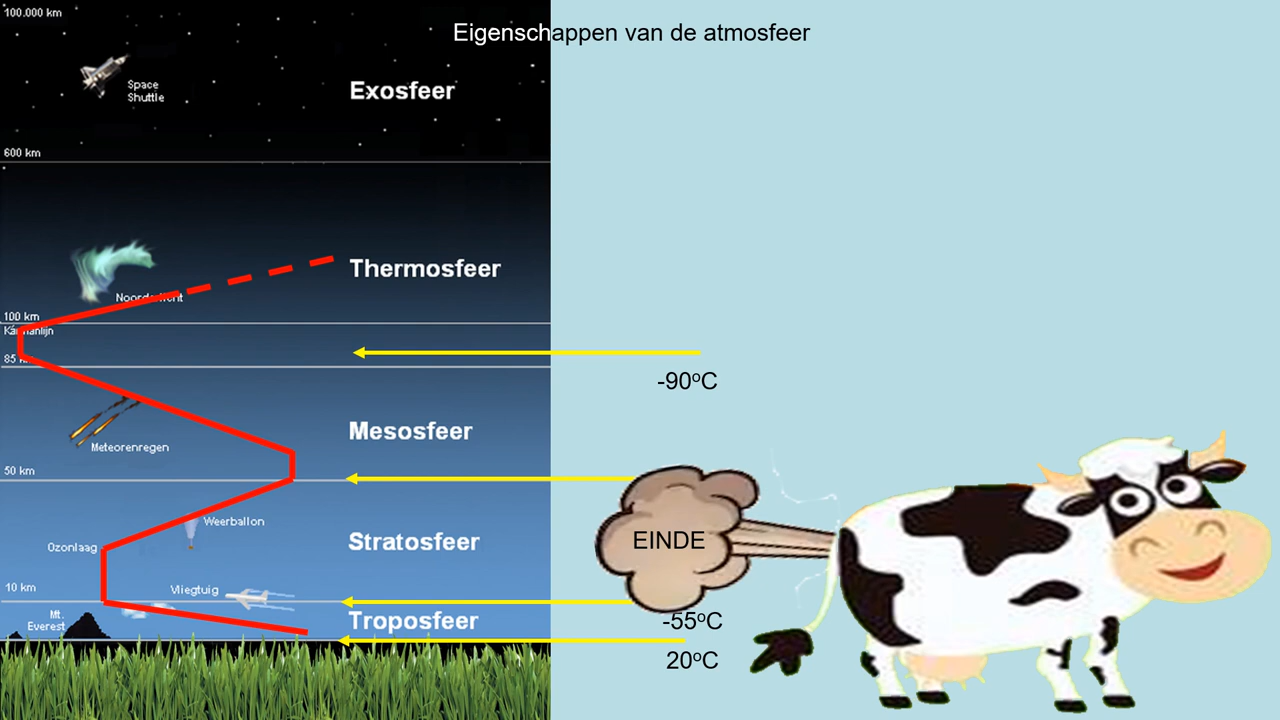 Eigenschappen van de atmosfeer
100.000 km
Space
Shuttle
Exosfeer
600 km
Thermosfeer
Noorderlicht
100 km
Kármánlijn
85 km
-90ºC
Mesosfeer
Meteorenregen
50 km
Weerballon
Ozonlaag
Stratosfeer
EINDE
10 km
Vliegtuig
Mt.
Everest
Troposfeer
-55ºC
20ºC